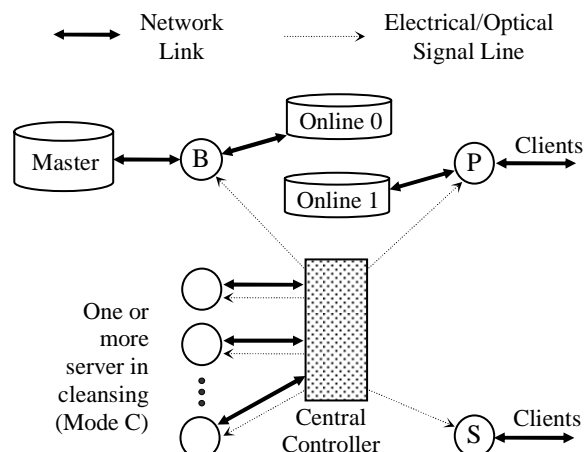 Network
Link
Electrical/Optical
Signal Line
Master
B
Online 0
Online 1
P
Clients
One or
more
server in
cleansing
(Mode C)
Central
Controller
S
Clients